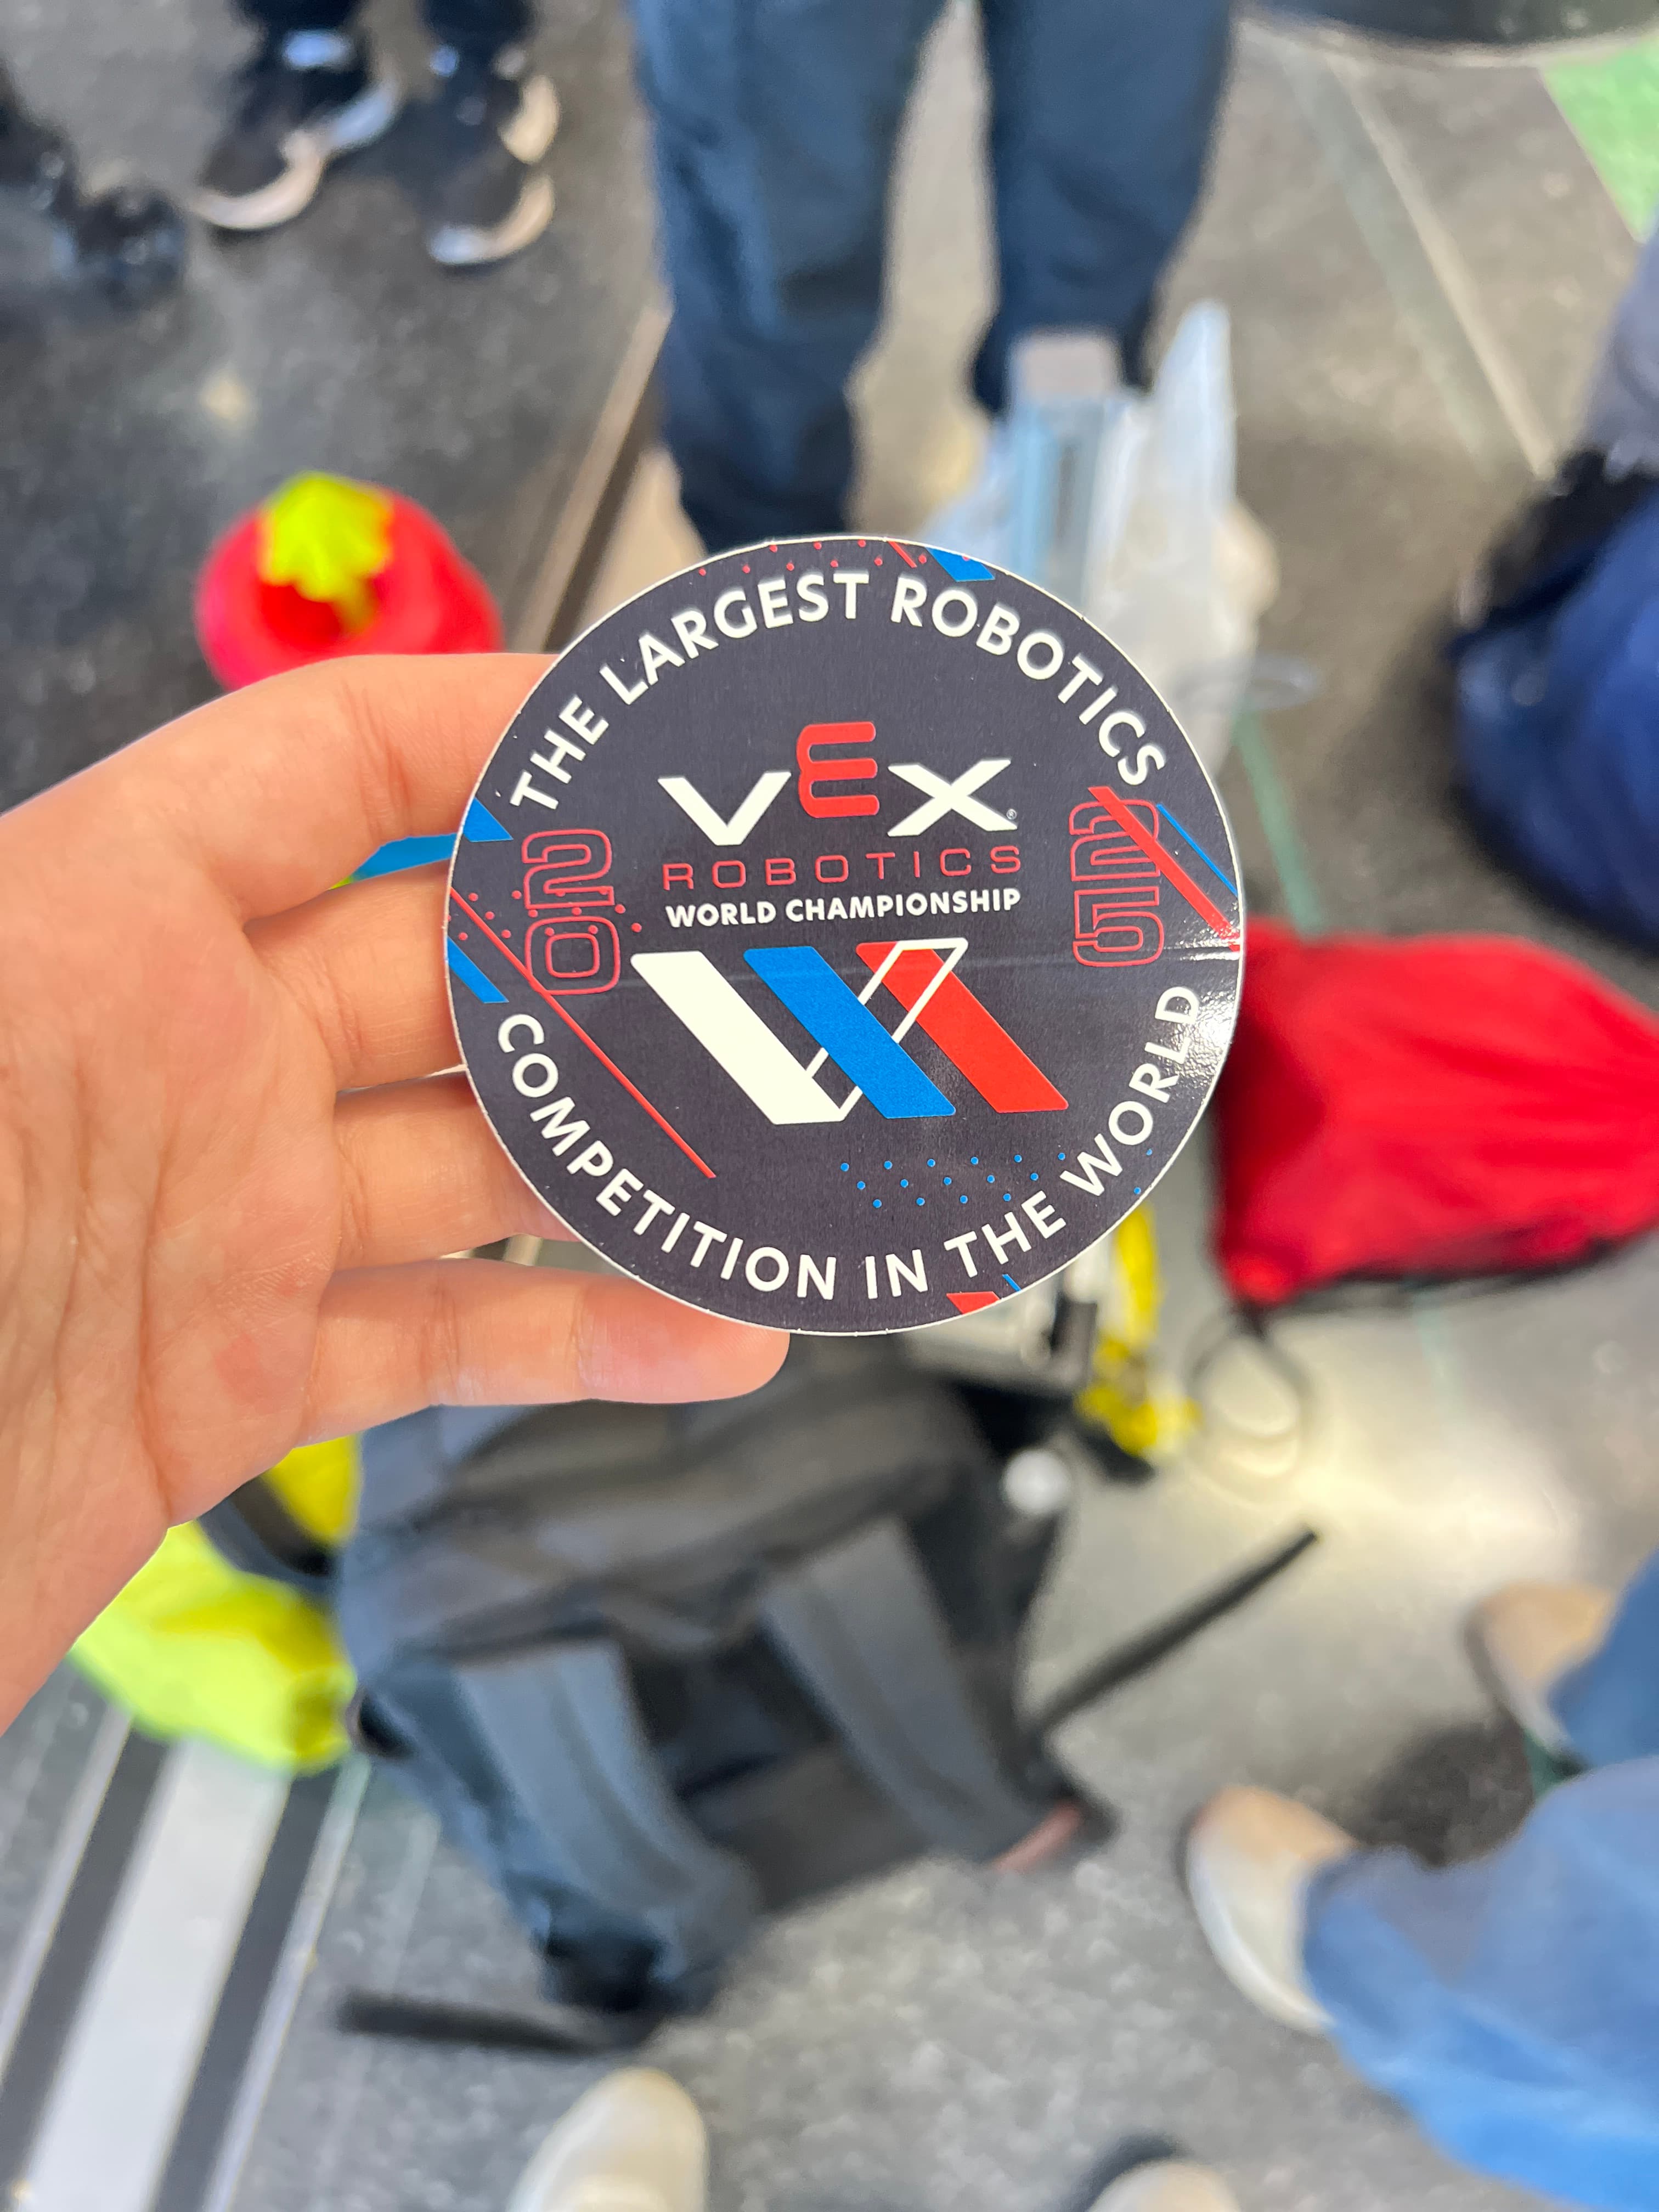 THE LARGEST ROBOTICS
VEX®
ROBOTICS
WORLD CHAMPIONSHIP
20
25
COMPETITION IN THE WORLD